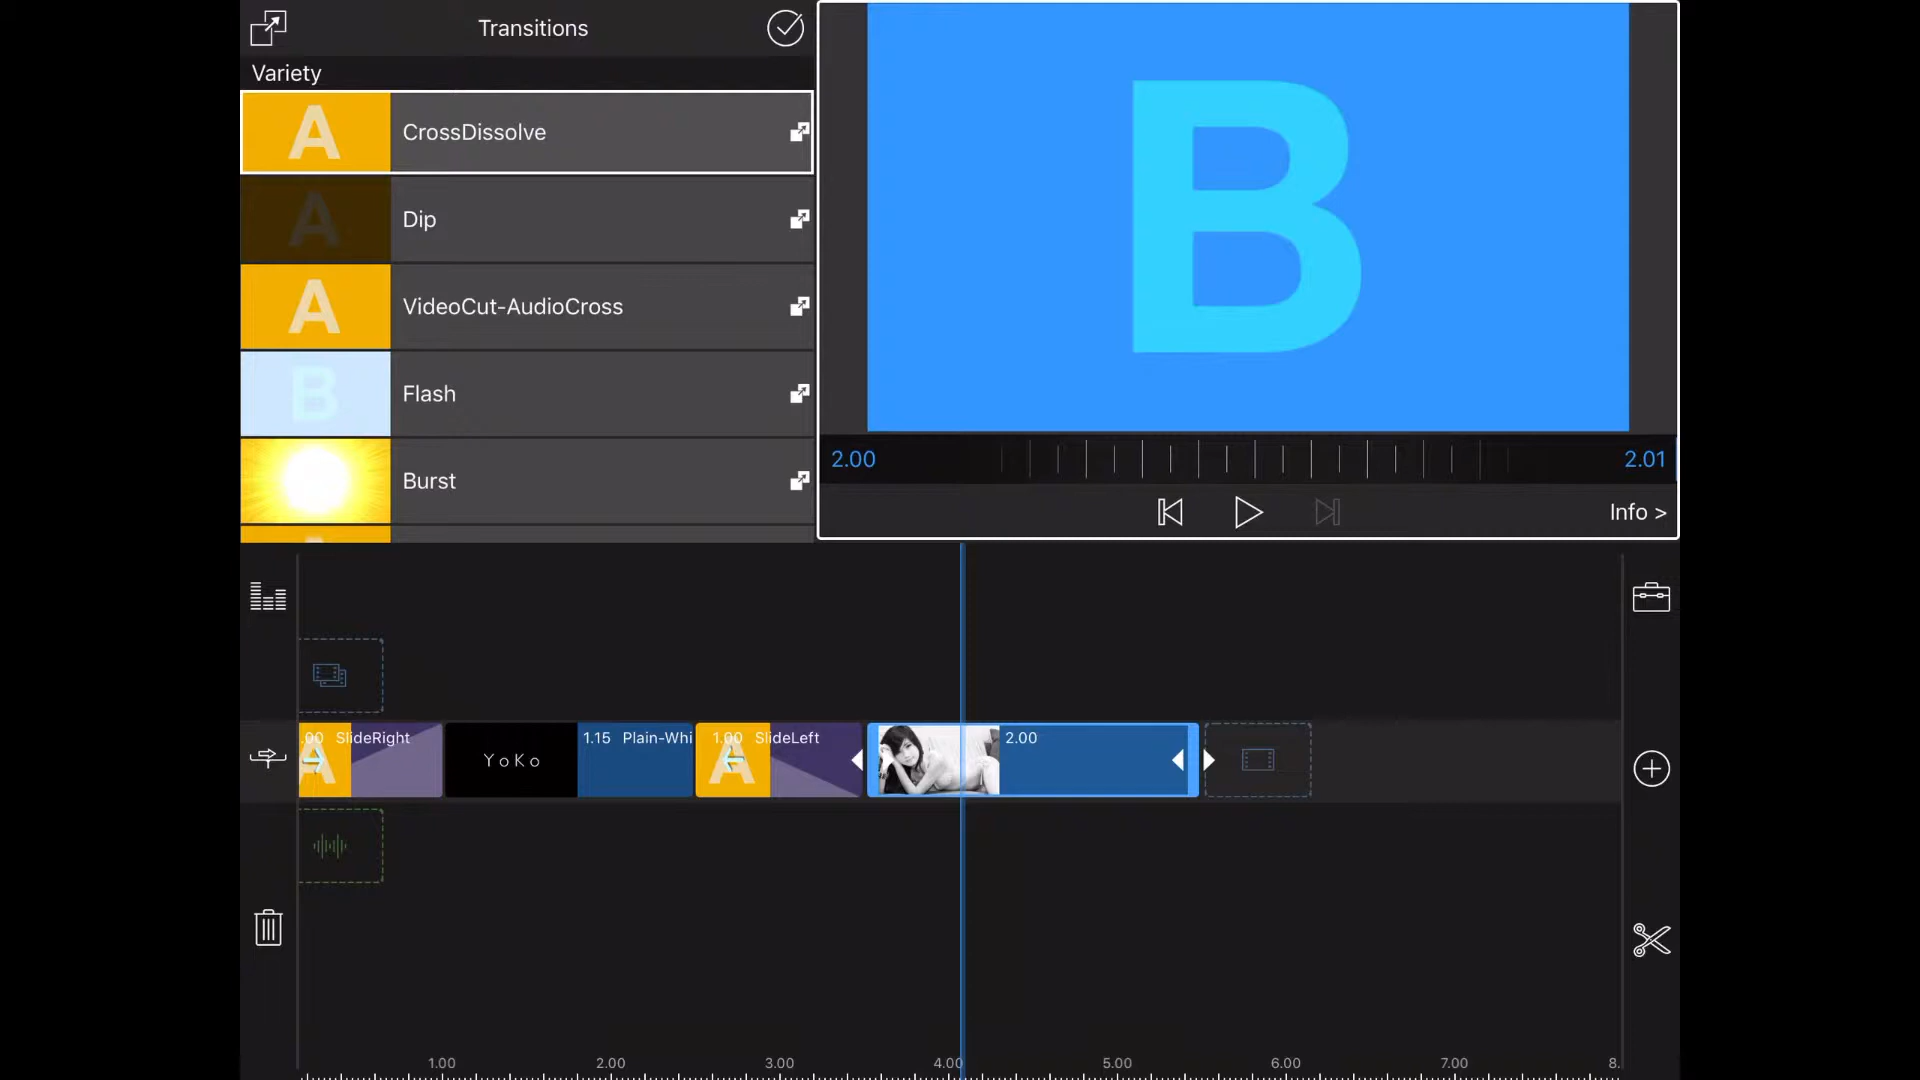 Transitions
Variety
A CrossDissolve
A Dip
A VideoCut-AudioCross
B Flash
Burst
B
2.00 2.01
Info >
.00 SlideRight
A
YoKo
1.15 Plain-Whi
1.00 SlideLeft
A
2.00
1.00 2.00 3.00 4.00 5.00 6.00 7.00 8.